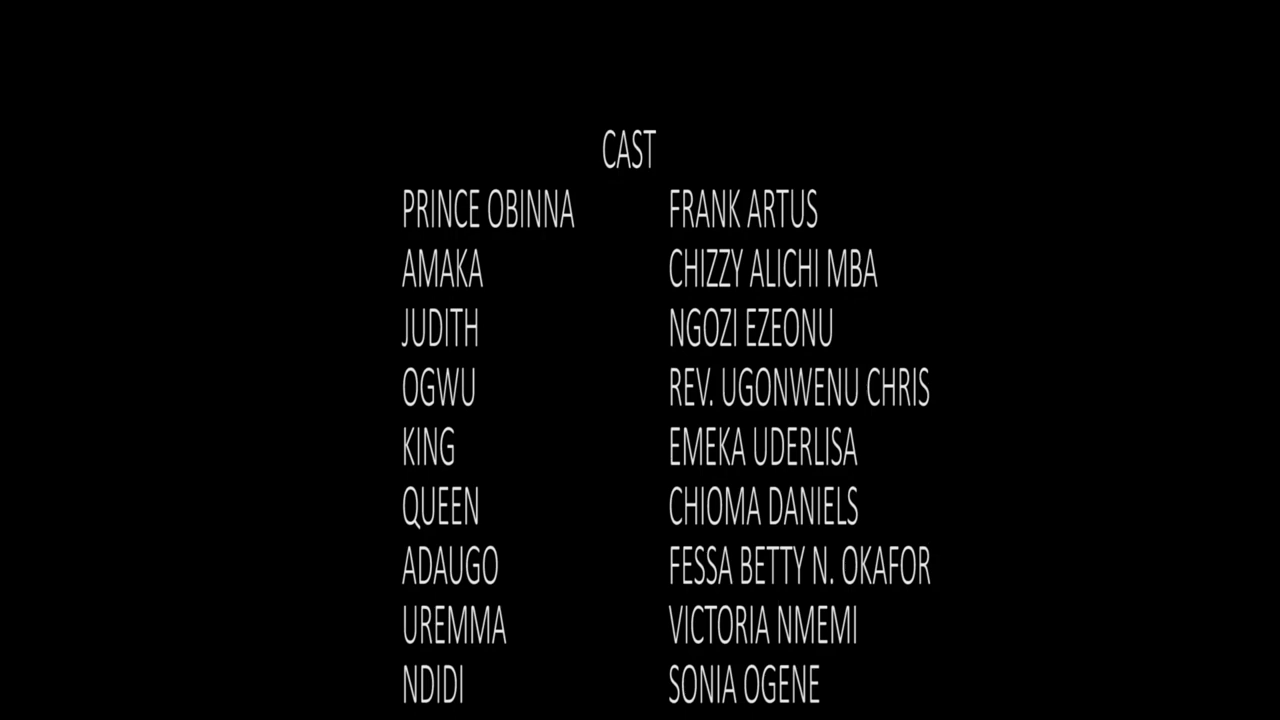 CAST
PRINCE OBINNA FRANK ARTUS
AMAKA CHIZZY ALICHI MBA
JUDITH NGOZI EZEONU
OGWU REV. UGONWENU CHRIS
KING EMEKA UDERLISA
QUEEN CHIOMA DANIELS
ADAUGO FESSA BETTY N. OKAFOR
UREMMA VICTORIA NMEMI
NDIDI SONIA OGENE